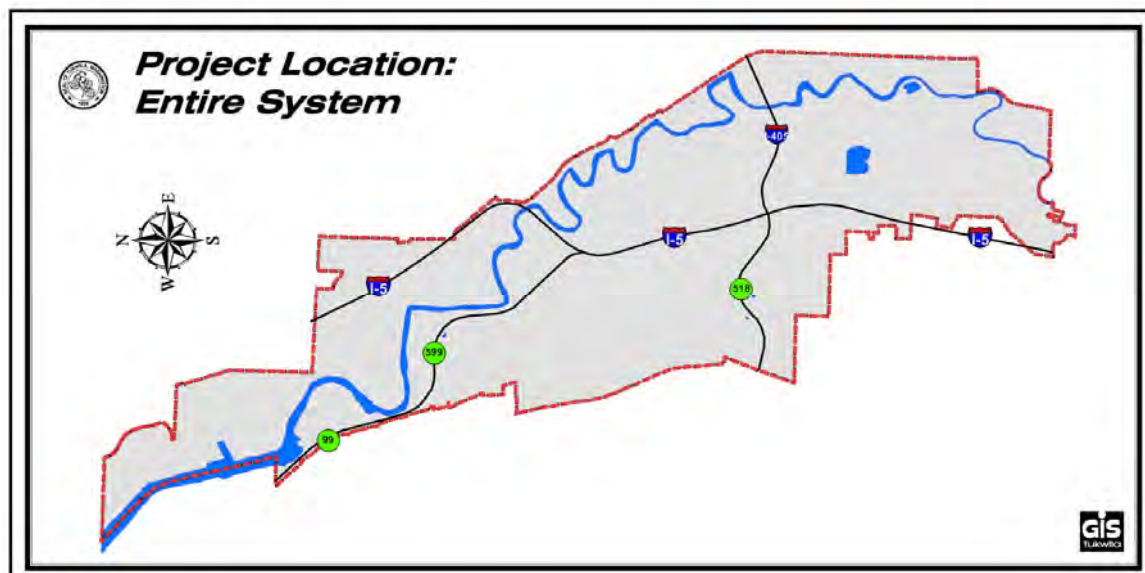 Project Location:
Entire System
I-405
E
N
S
W
I-5
I-5
I-5
518
599
99
GIS
Tukwila